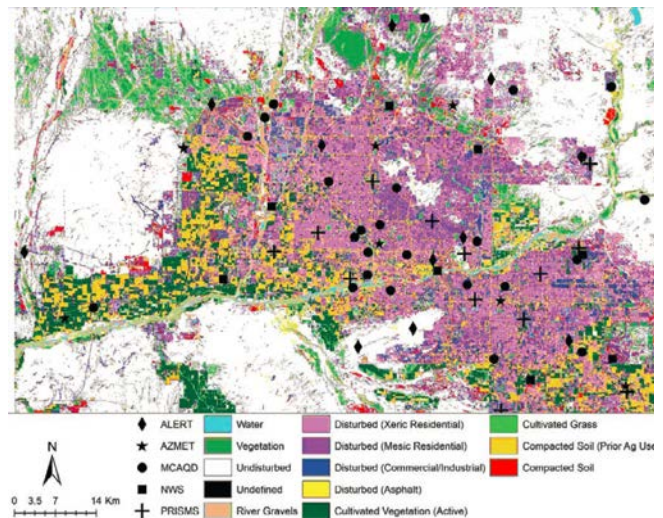 ALERT Water Disturbed (Xeric Residential) Cultivated Grass
AZMET Vegetation Disturbed (Mesic Residential) Compacted Soil (Prior Ag Use
MCAQD Undisturbed Disturbed (Commercial/Industrial) Compacted Soil
NWS Undefined Disturbed (Asphalt)
PRISMS River Gravels Cultivated Vegetation (Active)
N
0 3.5 7 14 Km